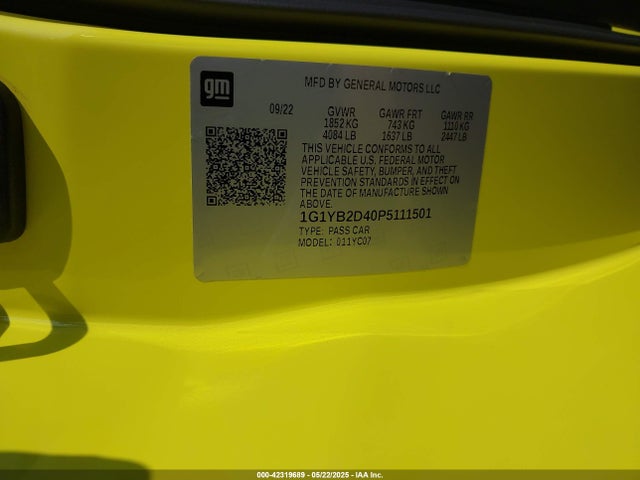 gm
MFD BY GENERAL MOTORS LLC
09/22 GVWR GAWR FRT GAWR RR
1852 KG 743 KG 1110 KG
4084 LB 1637 LB 2447 LB
THIS VEHICLE CONFORMS TO ALL
APPLICABLE U.S. FEDERAL MOTOR
VEHICLE SAFETY, BUMPER, AND THEFT
PREVENTION STANDARDS IN EFFECT ON
THE DATE OF MANUFACTURE SHOWN
ABOVE.
1G1YB2D40P5111501
TYPE: PASS CAR
MODEL: 011YC07
000-42319689 - 05/22/2025 - IAA Inc.